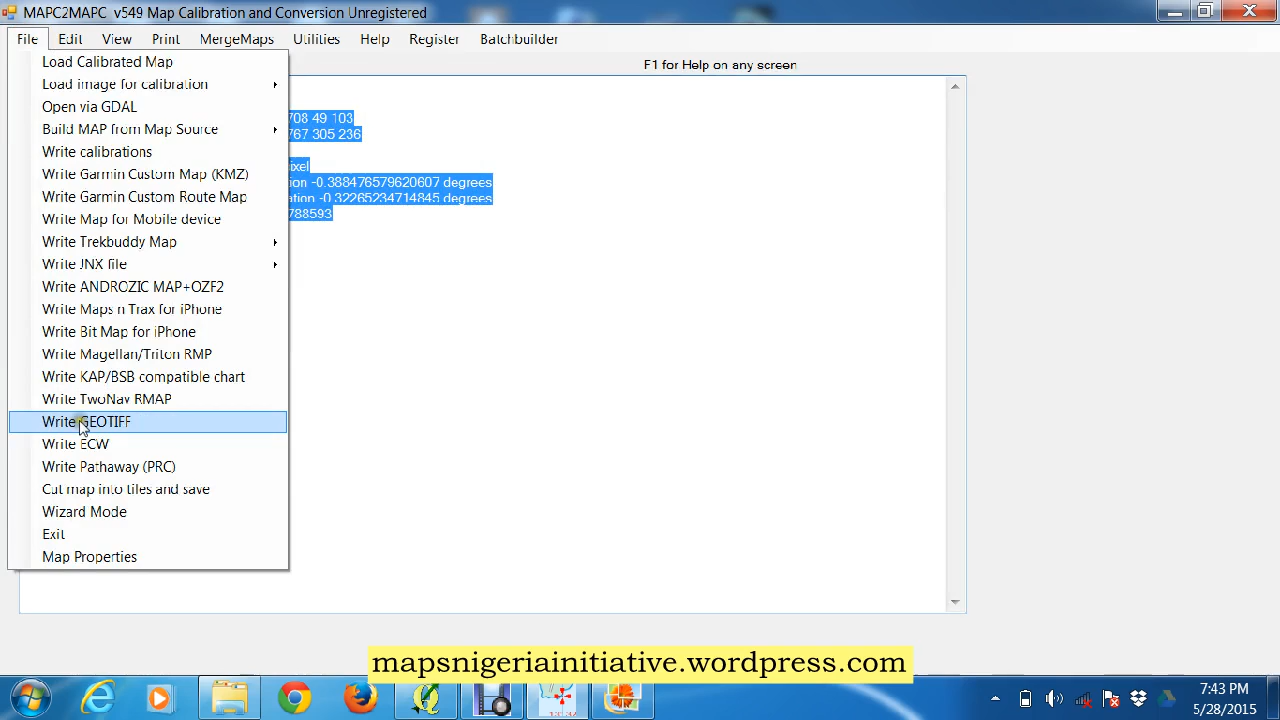 MAPC2MAPC v549 Map Calibration and Conversion Unregistered
File Edit View Print MergeMaps Utilities Help Register Batchbuilder
F1 for Help on any screen
Load Calibrated Map
Load image for calibration
Open via GDAL
Build MAP from Map Source
Write calibrations
Write Garmin Custom Map (KMZ)
Write Garmin Custom Route Map
Write Map for Mobile device
Write Trekbuddy Map
Write JNX file
Write ANDROZIC MAP+OZF2
Write Maps n Trax for iPhone
Write Bit Map for iPhone
Write Magellan/Triton RMP
Write KAP/BSB compatible chart
Write TwoNav RMAP
Write GEOTIFF
Write ECW
Write Pathaway (PRC)
Cut map into tiles and save
Wizard Mode
Exit
Map Properties
708 49 103
767 305 236
ixel
ion -0.388476579620607 degrees
ation -0.32265234714845 degrees
788593
mapsnigeriainitiative.wordpress.com
7:43 PM
5/28/2015